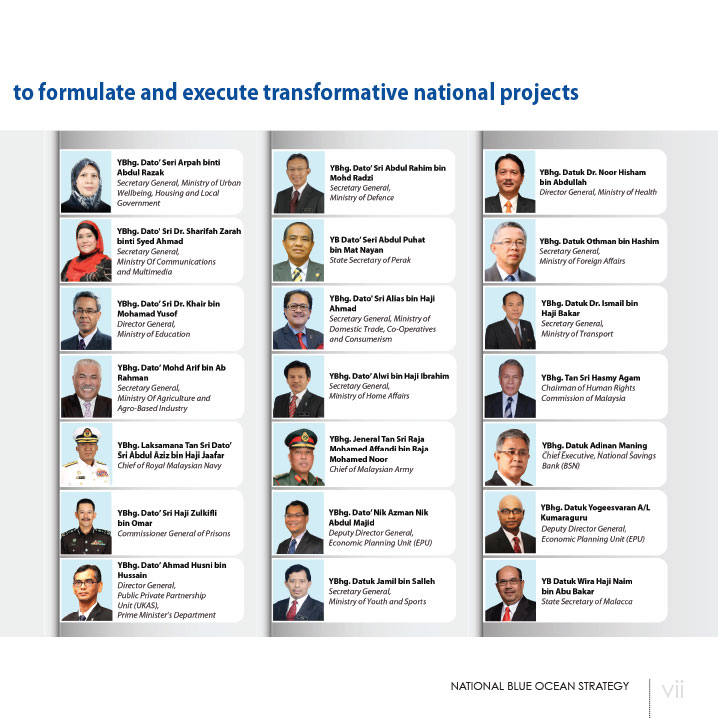 to formulate and execute transformative national projects
YBhg. Dato' Seri Arpah binti
Abdul Razak
Secretary General, Ministry of Urban
Wellbeing, Housing and Local
Government
YBhg. Dato' Sri Dr. Sharifah Zarah
binti Syed Ahmad
Secretary General,
Ministry Of Communications
and Multimedia
YBhg. Dato' Sri Dr. Khair bin
Mohamad Yusof
Director General,
Ministry of Education
YBhg. Dato' Mohd Arif bin Ab
Rahman
Secretary General,
Ministry Of Agriculture and
Agro-Based Industry
YBhg. Laksamana Tan Sri Dato'
Sri Abdul Aziz bin Haji Jaafar
Chief of Royal Malaysian Navy
YBhg. Dato' Sri Haji Zulkifli
bin Omar
Commissioner General of Prisons
YBhg. Dato' Ahmad Husni bin
Hussain
Director General,
Public Private Partnership
Unit (UKAS),
Prime Minister's Department
YBhg. Dato' Sri Abdul Rahim bin
Mohd Radzi
Secretary General,
Ministry of Defence
YB Dato' Seri Abdul Puhat
bin Mat Nayan
State Secretary of Perak
YBhg. Dato' Sri Alias bin Haji
Ahmad
Secretary General, Ministry of
Domestic Trade, Co-Operatives
and Consumerism
YBhg. Dato' Alwi bin Haji Ibrahim
Secretary General,
Ministry of Home Affairs
YBhg. Jeneral Tan Sri Raja
Mohamed Affandi bin Raja
Mohamed Noor
Chief of Malaysian Army
YBhg. Dato' Nik Azman Nik
Abdul Majid
Deputy Director General,
Economic Planning Unit (EPU)
YBhg. Datuk Jamil bin Salleh
Secretary General,
Ministry of Youth and Sports
YBhg. Datuk Dr. Noor Hisham
bin Abdullah
Director General, Ministry of Health
YBhg. Datuk Othman bin Hashim
Secretary General,
Ministry of Foreign Affairs
YBhg. Datuk Dr. Ismail bin
Haji Bakar
Secretary General,
Ministry of Transport
YBhg. Tan Sri Hasmy Agam
Chairman of Human Rights
Commission of Malaysia
YBhg. Datuk Adinan Maning
Chief Executive, National Savings
Bank (BSN)
YBhg. Datuk Yogeesvaran A/L
Kumaraguru
Deputy Director General,
Economic Planning Unit (EPU)
YB Datuk Wira Haji Naim
bin Abu Bakar
State Secretary of Malacca
NATIONAL BLUE OCEAN STRATEGY
vii